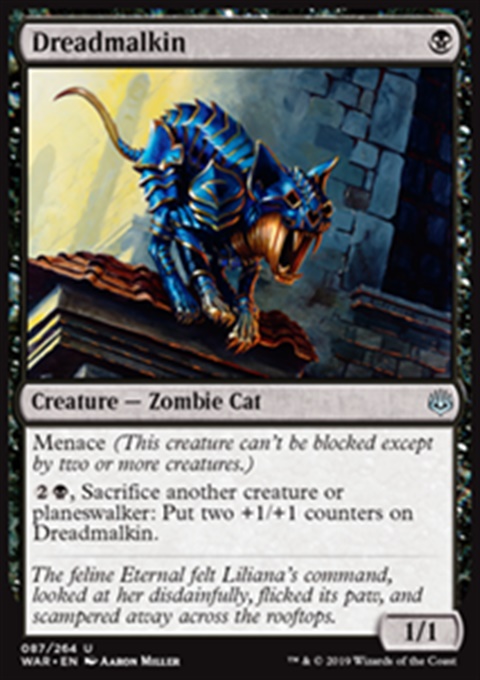 Dreadmalkin
Creature — Zombie Cat
Menace (This creature can't be blocked except
by two or more creatures.)
2, Sacrifice another creature or
planeswalker: Put two +1/+1 counters on
Dreadmalkin.
The feline Eternal felt Liliana's command,
looked at her disdainfully, flicked its paw, and
scampered away across the rooftops.
1/1
087/264 U
WAR • EN Aaron Miller
™ & © 2019 Wizards of the Coast